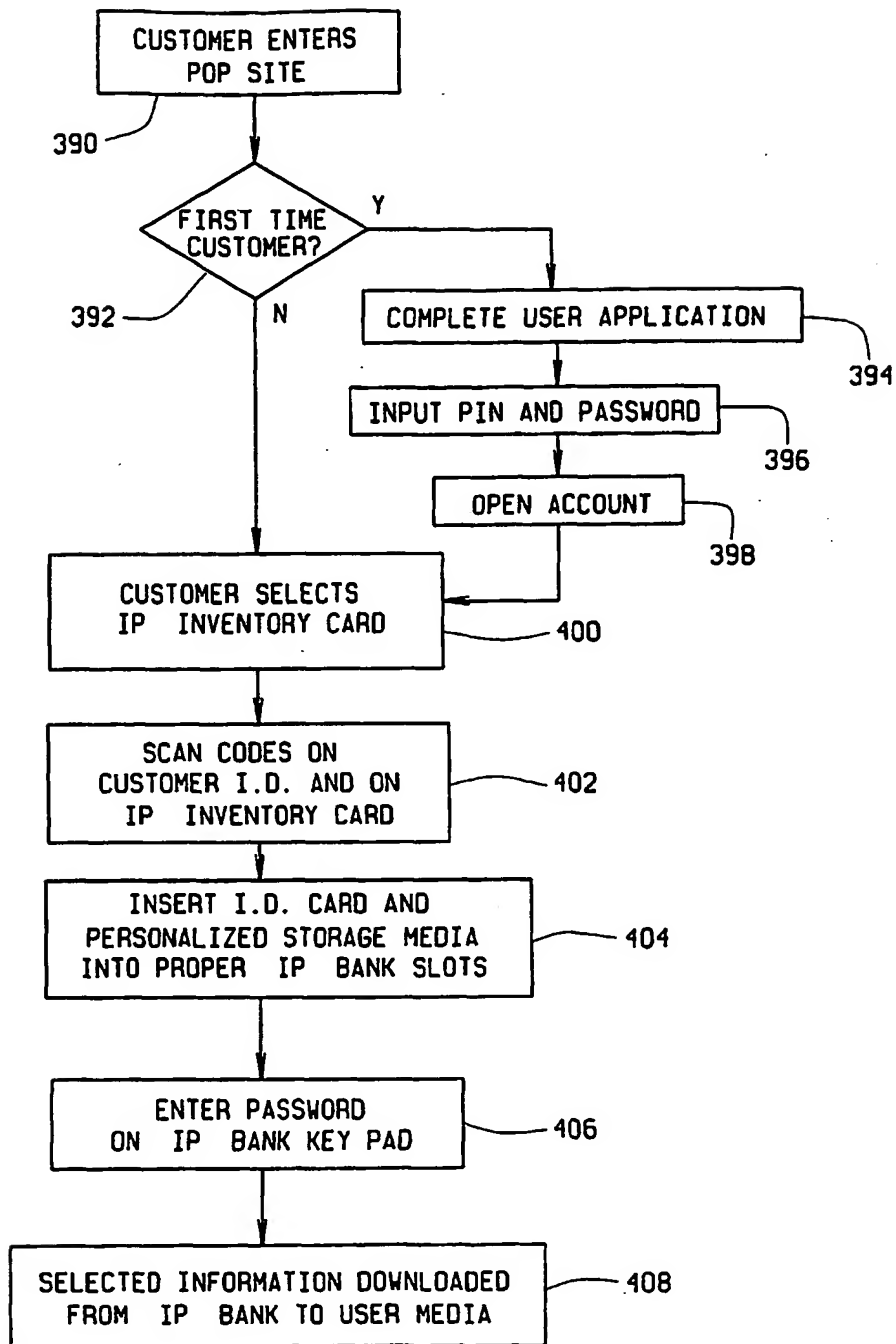 CUSTOMER ENTERS
POP SITE
390
FIRST TIME
CUSTOMER?
Y
392
N
COMPLETE USER APPLICATION
394
INPUT PIN AND PASSWORD
396
OPEN ACCOUNT
398
CUSTOMER SELECTS
IP INVENTORY CARD
400
SCAN CODES ON
CUSTOMER I.D. AND ON
IP INVENTORY CARD
402
INSERT I.D. CARD AND
PERSONALIZED STORAGE MEDIA
INTO PROPER IP BANK SLOTS
404
ENTER PASSWORD
ON IP BANK KEY PAD
406
SELECTED INFORMATION DOWNLOADED
FROM IP BANK TO USER MEDIA
408